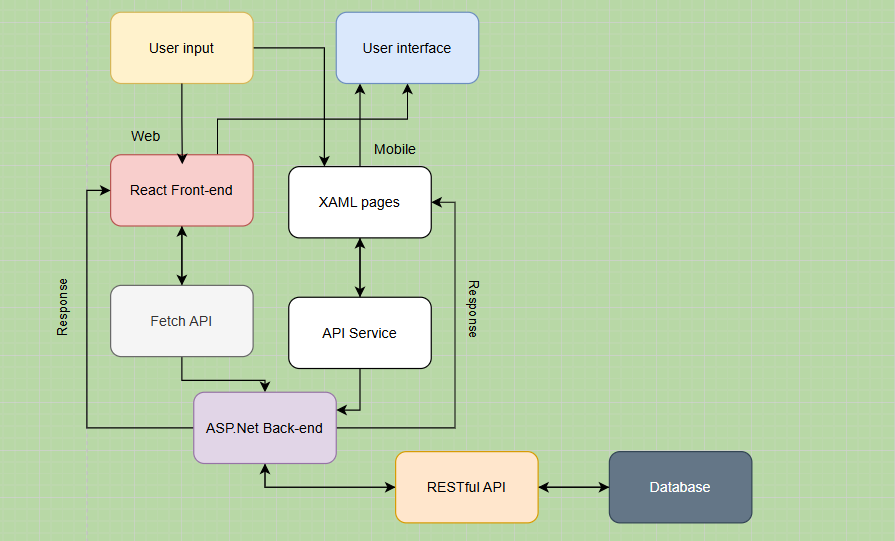 User input
User interface
Web
Mobile
React Front-end
XAML pages
Response
Response
Fetch API
API Service
ASP.Net Back-end
RESTful API
Database